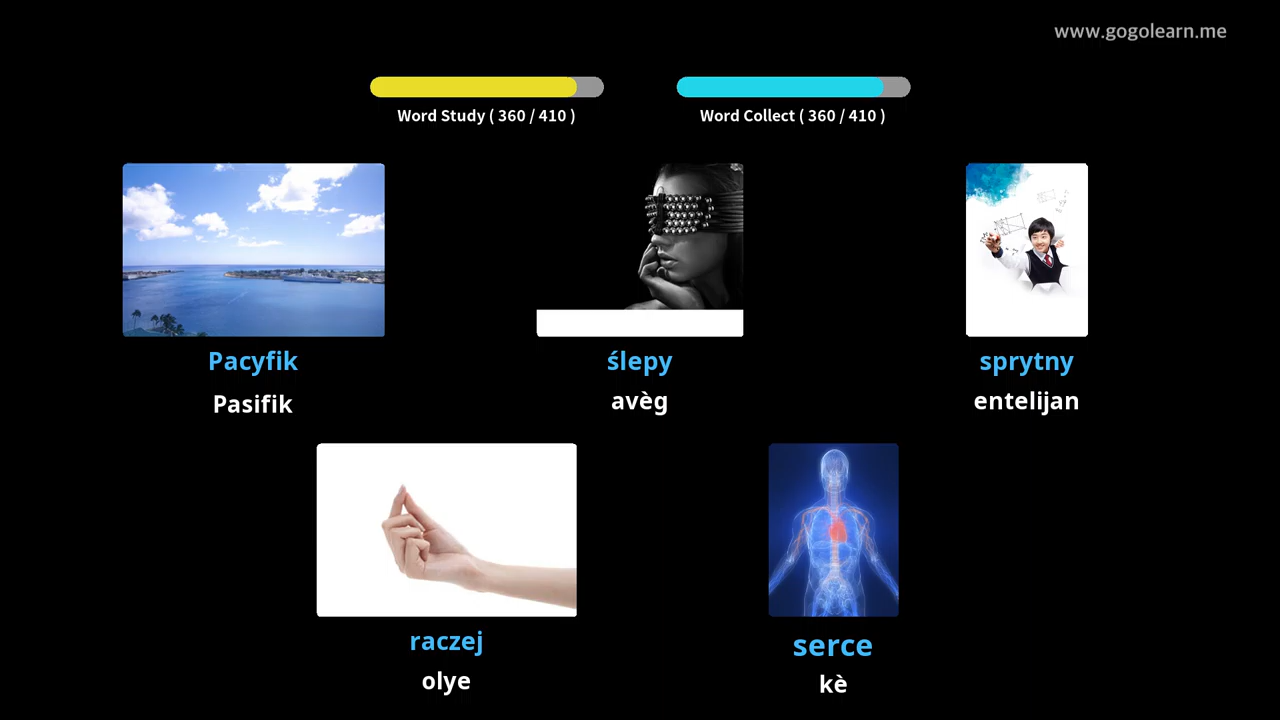 www.gogolearn.me
Word Study ( 360 / 410 )
Word Collect ( 360 / 410 )
Pacyfik
Pasifik
ślepy
avèg
sprytny
entelijan
raczej
olye
serce
kè